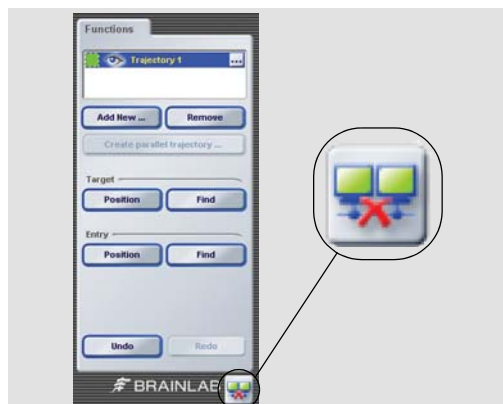 Functions
Trajectory 1 ...
Add New ... Remove
Create parallel trajectory ...
Target
Position Find
Entry
Position Find
Undo Redo
BRAINLAB